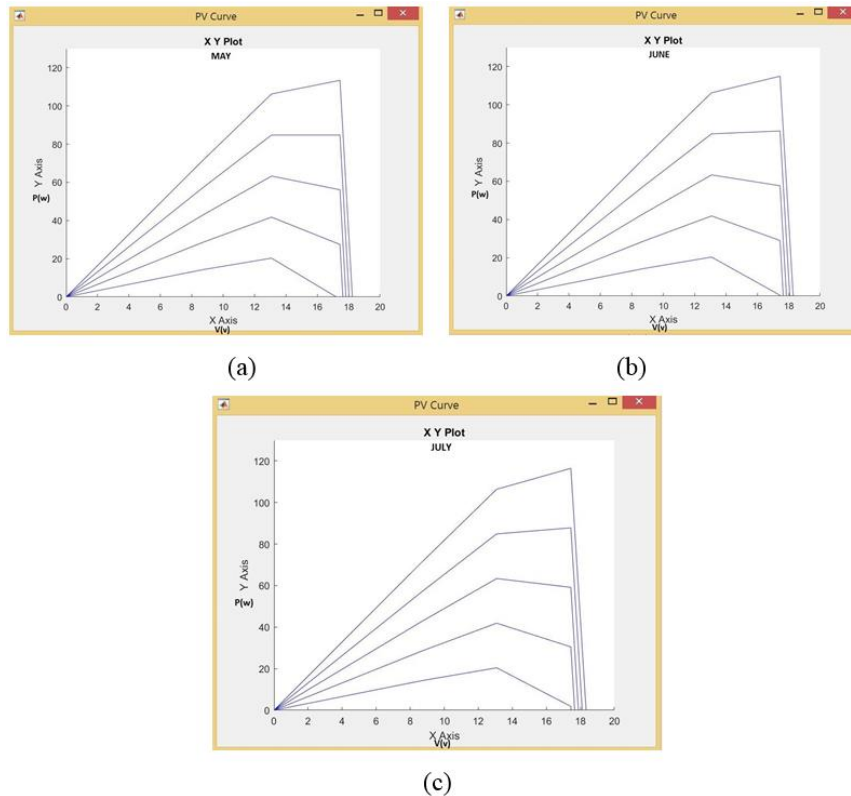 PV Curve
X Y Plot
MAY
120
100
80
60
40
20
0
Y Axis
P(w)
0 2 4 6 8 10 12 14 16 18 20
X Axis
V(v)
(a)
PV Curve
X Y Plot
JUNE
120
100
80
60
40
20
0
Y Axis
P(w)
0 2 4 6 8 10 12 14 16 18 20
X Axis
V(v)
(b)
PV Curve
X Y Plot
JULY
120
100
80
60
40
20
0
Y Axis
P(w)
0 2 4 6 8 10 12 14 16 18 20
X Axis
V(v)
(c)